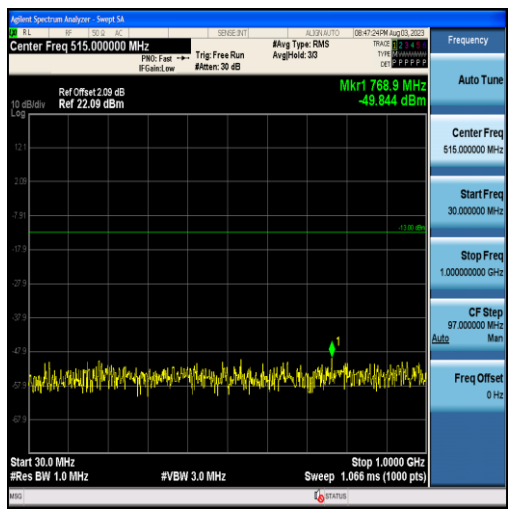 Agilent Spectrum Analyzer - Swept SA
RL RF 50 Ω AC SENSE:INT ALIGN AUTO 08:47:24 PM Aug 03, 2023
Center Freq 515.000000 MHz
PNO: Fast
IFGain:Low
Trig: Free Run
#Atten: 30 dB
#Avg Type: RMS
Avg|Hold: 3/3
TRACE 1 2 3 4 5 6
TYPE M
DET P P P P P P
Ref Offset 2.09 dB
10 dB/div Ref 22.09 dBm
Log
Mkr1 768.9 MHz
-49.844 dBm
12.1
2.09
-7.91
-13.00 dBm
-17.9
-27.9
-37.9
-47.9
-57.9
-67.9
1
Start 30.0 MHz Stop 1.0000 GHz
#Res BW 1.0 MHz #VBW 3.0 MHz Sweep 1.066 ms (1000 pts)
MSG STATUS
Frequency
Auto Tune
Center Freq
515.000000 MHz
Start Freq
30.000000 MHz
Stop Freq
1.000000000 GHz
CF Step
97.000000 MHz
Auto Man
Freq Offset
0 Hz